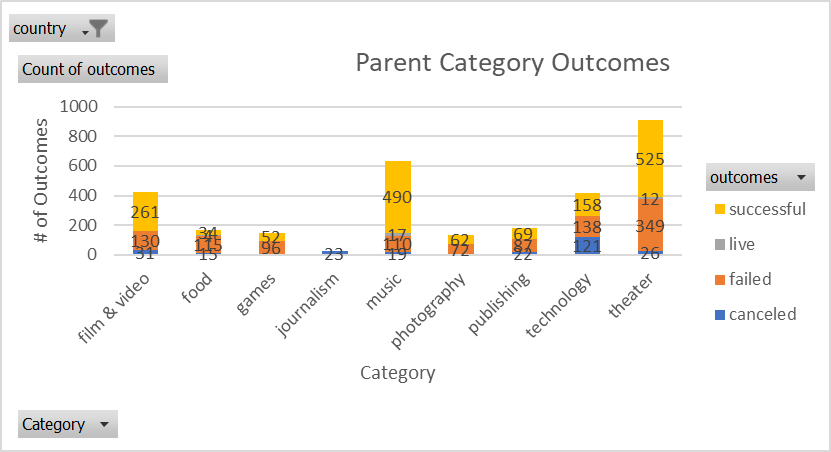 country
Count of outcomes
Parent Category Outcomes
# of Outcomes
1000
800
600
400
200
0
261
130
31
34
115
15
52
96
23
490
17
110
19
62
72
69
87
22
158
138
121
525
12
349
26
film & video
food
games
journalism
music
photography
publishing
technology
theater
Category
outcomes
successful
live
failed
canceled
Category